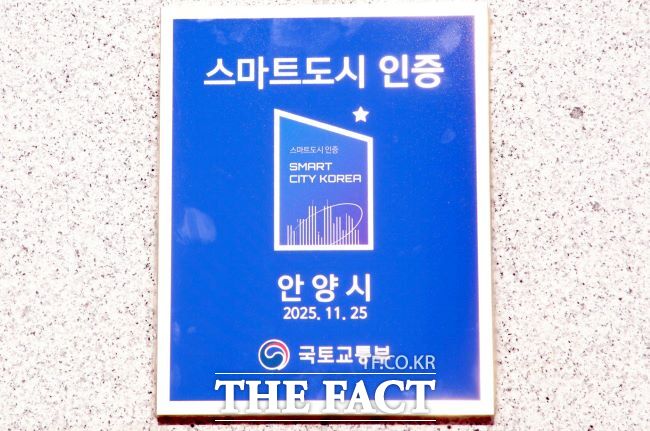 스마트도시 인증
스마트도시 인증
SMART
CITY KOREA
안양시
2025. 11. 25
국토교통부
TF.CO.KR
THE FACT